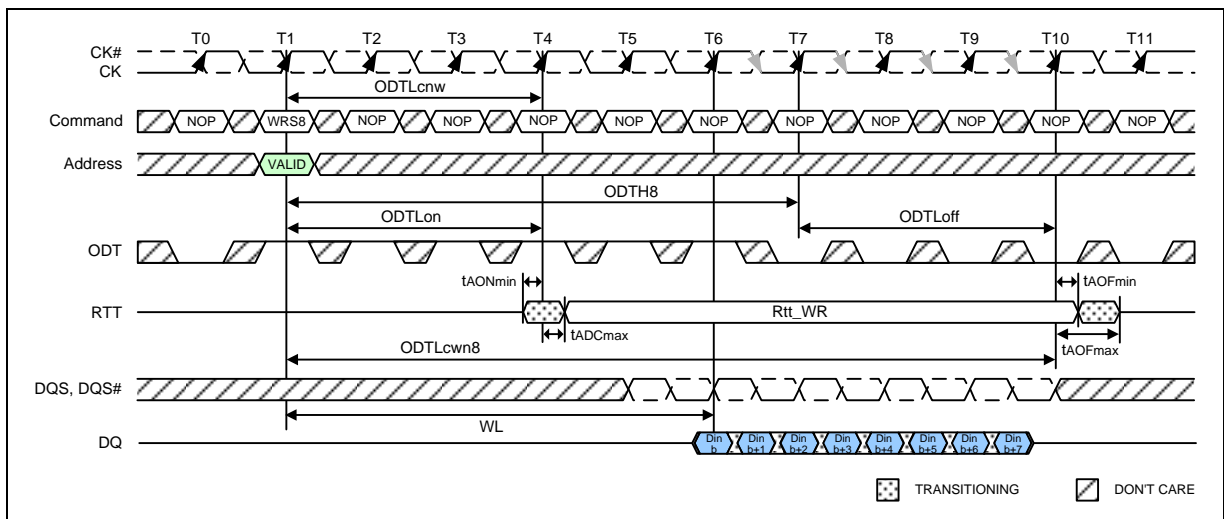 T0 T1 T2 T3 T4 T5 T6 T7 T8 T9 T10 T11
CK#
CK
ODTLcnw
Command NOP WRS8 NOP NOP NOP NOP NOP NOP NOP NOP NOP NOP
Address VALID
ODTH8
ODTLon ODTLoff
ODT
tAONmin tAOFmin
RTT Rtt_WR
tADCmax
ODTLcwn8 tAOFmax
DQS, DQS#
WL
DQ Din b Din b+1 Din b+2 Din b+3 Din b+4 Din b+5 Din b+6 Din b+7
TRANSITIONING DON'T CARE